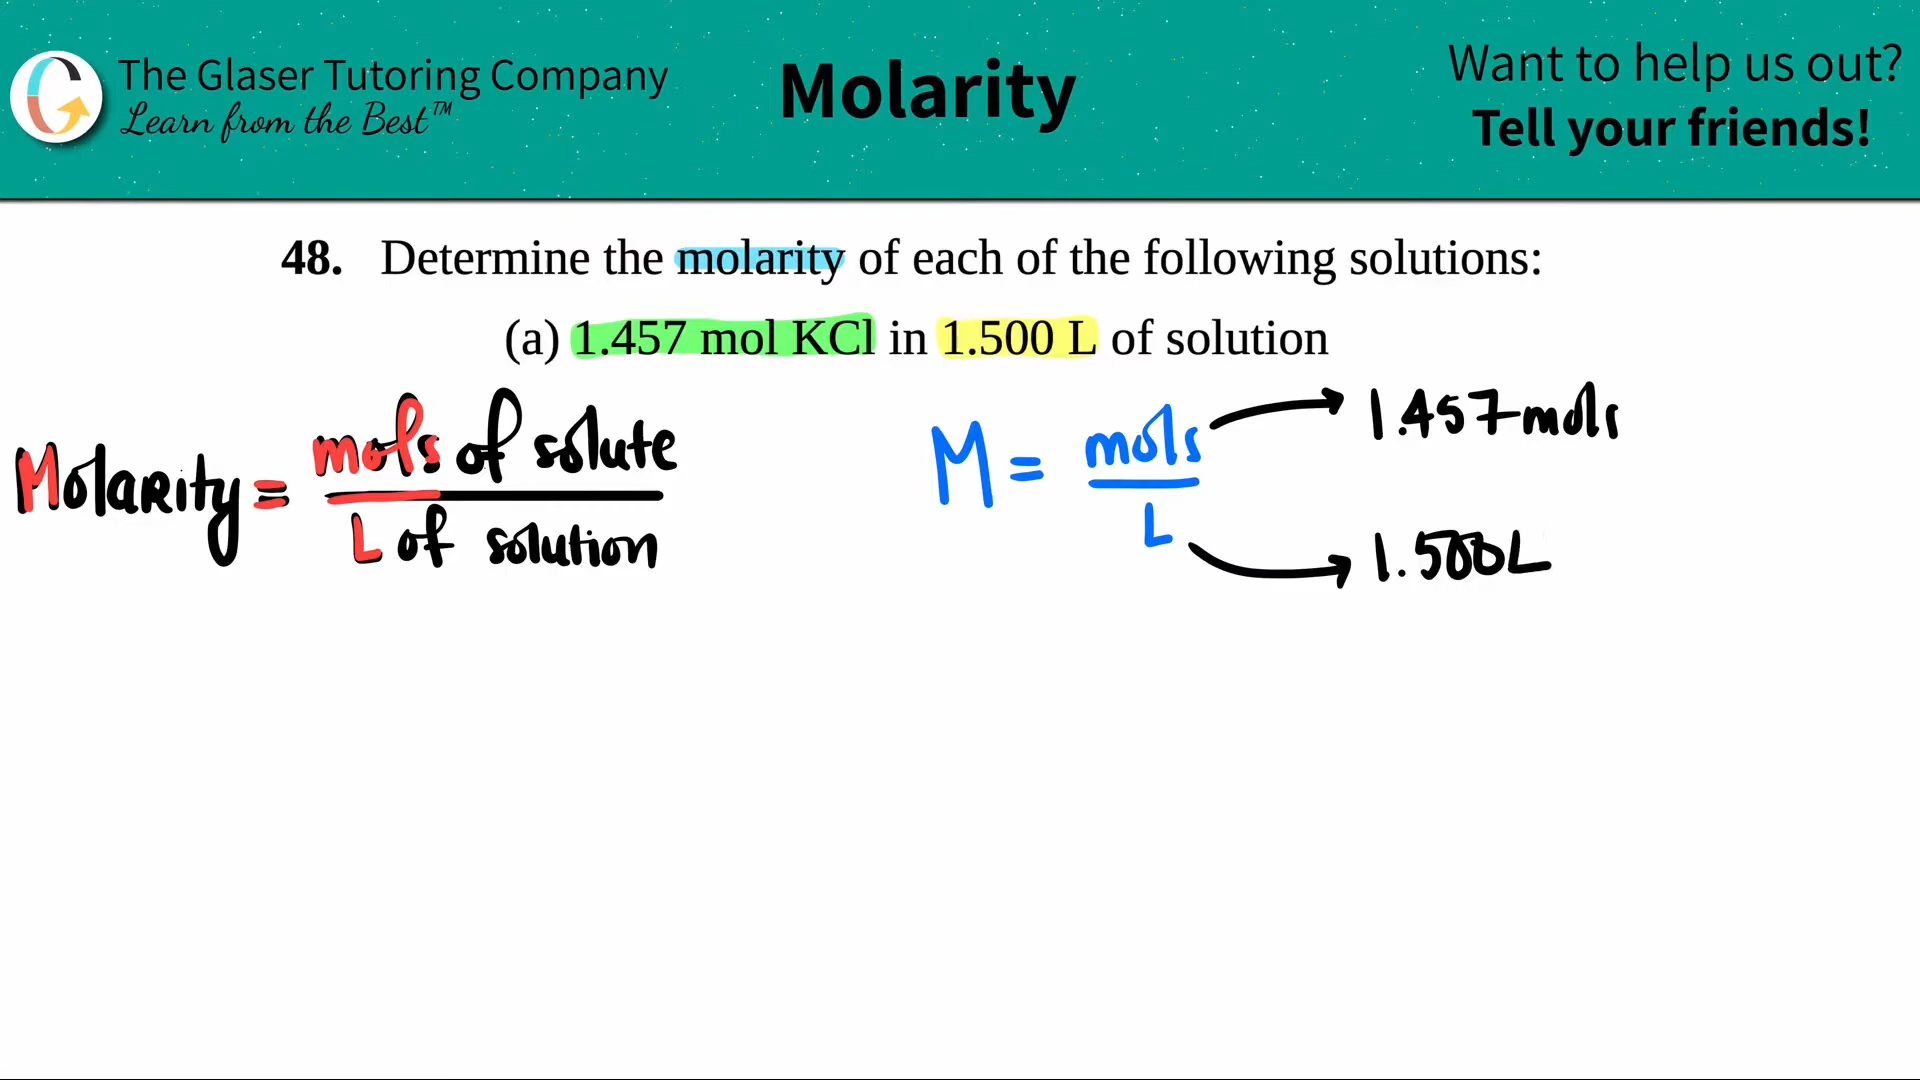 The Glaser Tutoring Company
Learn from the Best™
Molarity
Want to help us out?
Tell your friends!
48. Determine the molarity of each of the following solutions:
(a) 1.457 mol KCl in 1.500 L of solution
Molarity = mols of solute
L of solution
M = mols
L
1.457 mols
1.500L